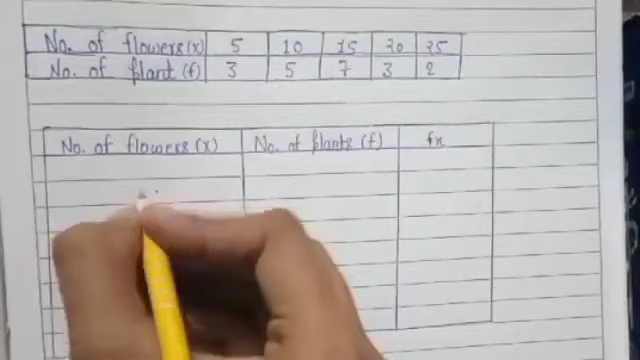 No. of flowers(x) 5 10 15 20 25
No. of plant (f) 3 5 7 3 2
No. of flowers (x) No. of plants (f) fx